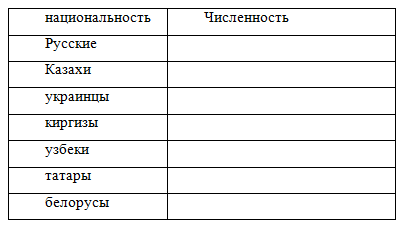 национальность Численность
Русские
Казахи
украинцы
киргизы
узбеки
татары
белорусы